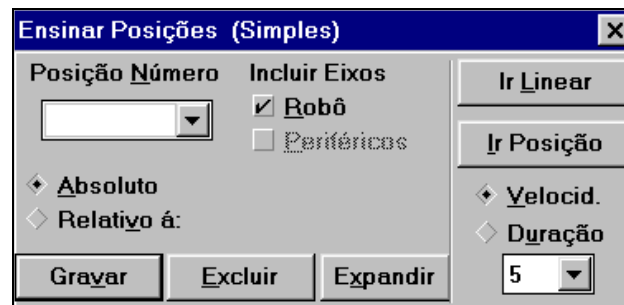 Ensinar Posições (Simples)
Posição Número
Incluir Eixos
Robô
Periféricos
Absoluto
Relativo á:
Gravar
Excluir
Expandir
Ir Linear
Ir Posição
Velocid.
Duração
5